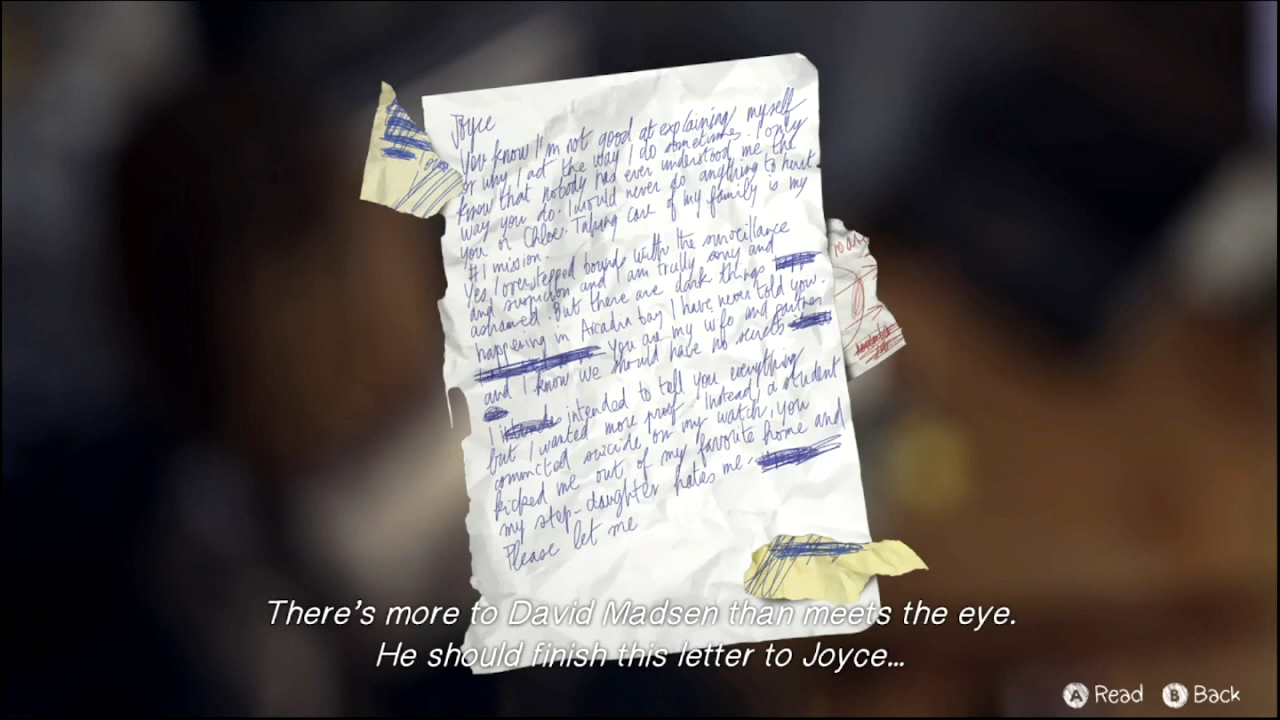 Joyce
You know I'm not good at explaining myself
or why I act the way I do sometimes. I only
know that nobody has ever understood me the
way you do. I would never do anything to hurt
you or Chloe. Taking care of my family is my
#1 mission.
Yes I overstepped bounds with the surveillance
and suspicion and I am trully sorry and
ashamed. But there are dark things
happening in Arcadia bay I have never told you.
You are my wife and partner
and I know we should have no secrets
I intended to tell you everything
but I wanted more proof. Instead, a student
commited suicide on my watch, you
kicked me out of my favorite home and
my step-daughter hates me.
Please let me
There's more to David Madsen than meets the eye.
He should finish this letter to Joyce...
A Read B Back